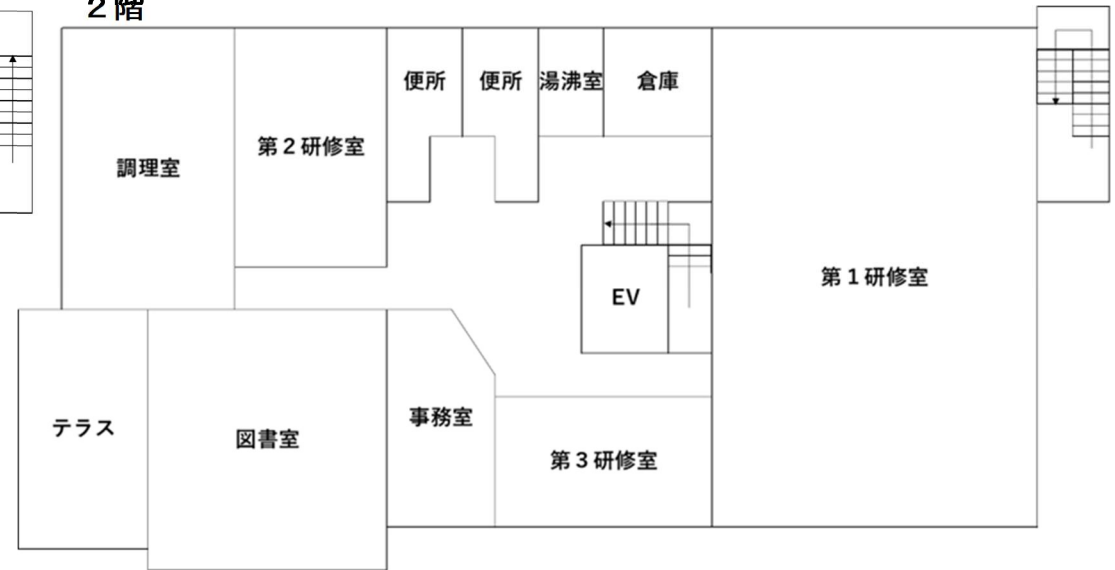 ２階
便所
便所
湯沸室
倉庫
第２研修室
調理室
第１研修室
EV
事務室
テラス
図書室
第３研修室